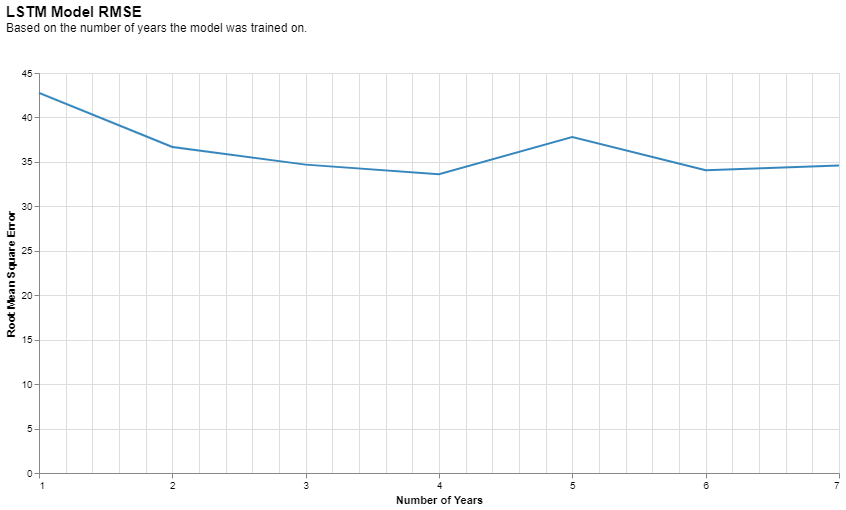 LSTM Model RMSE
Based on the number of years the model was trained on.
45
40
35
30
25
20
15
10
5
0
Root Mean Square Error
1 2 3 4 5 6 7
Number of Years